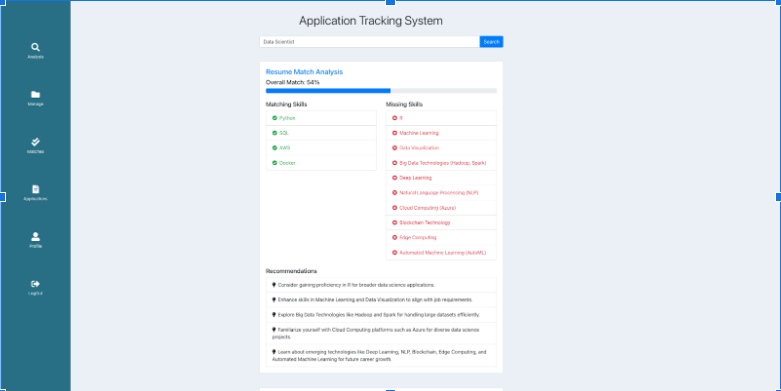 Application Tracking System
Data Scientist
Search
Analysis
Manage
Matches
Applications
Profile
Logout
Resume Match Analysis
Overall Match: 54%
Matching Skills
Python
SQL
AWS
Docker
Missing Skills
R
Machine Learning
Data Visualization
Big Data Technologies (Hadoop, Spark)
Deep Learning
Natural Language Processing (NLP)
Cloud Computing (Azure)
Blockchain Technology
Edge Computing
Automated Machine Learning (AutoML)
Recommendations
Consider gaining proficiency in R for broader data science applications.
Enhance skills in Machine Learning and Data Visualization to align with job requirements.
Explore Big Data Technologies like Hadoop and Spark for handling large datasets efficiently.
Familiarize yourself with Cloud Computing platforms such as Azure for diverse data science
projects.
Learn about emerging technologies like Deep Learning, NLP, Blockchain, Edge Computing, and
Automated Machine Learning for future career growth.